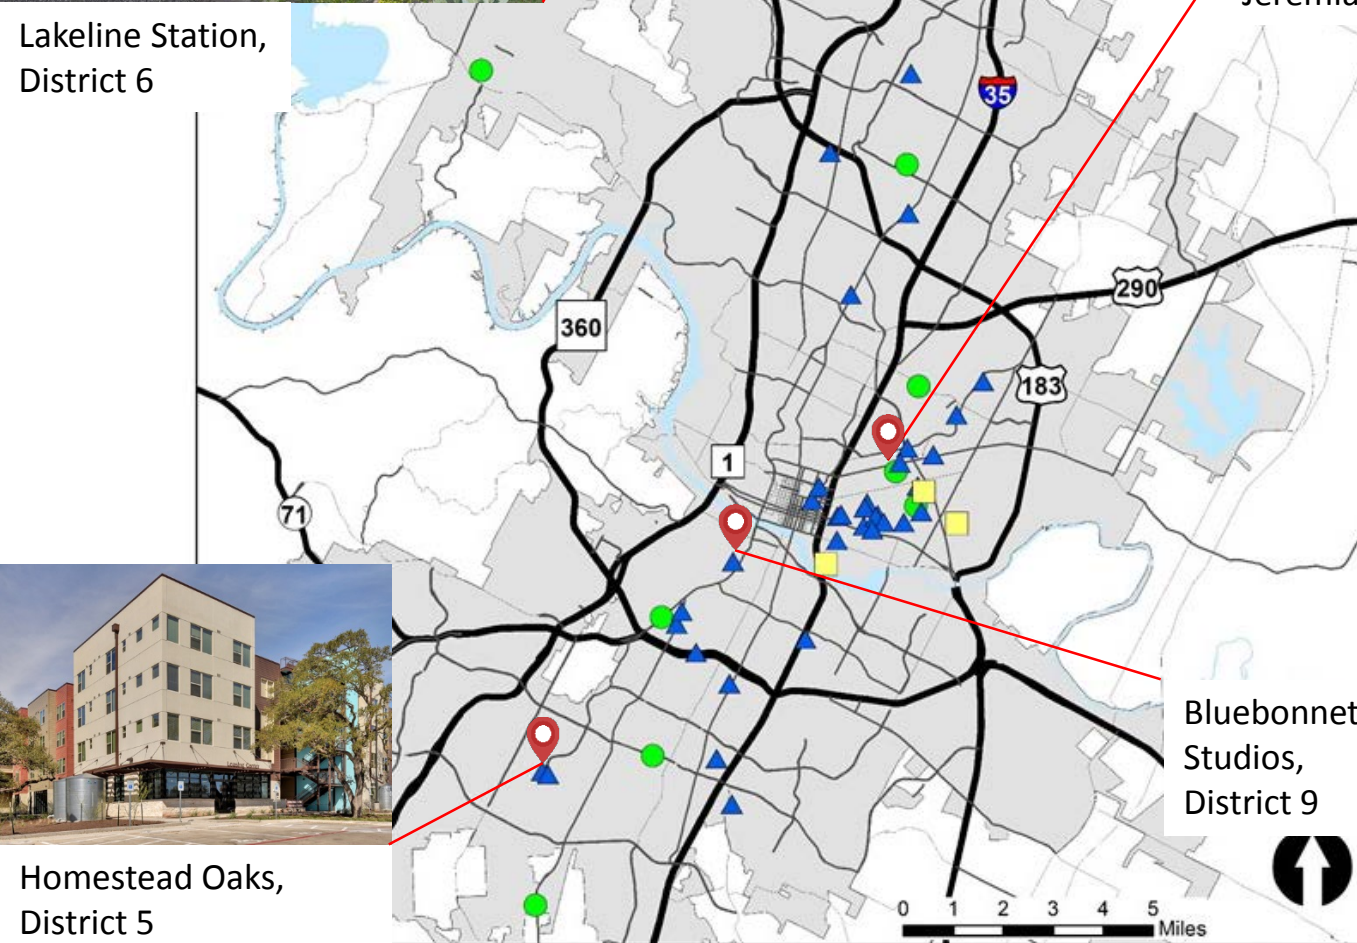 Jeremia
Lakeline Station,
District 6
35
290
360
183
1
71
Bluebonnet
Studios,
District 9
Homestead Oaks,
District 5
0 1 2 3 4 5
Miles